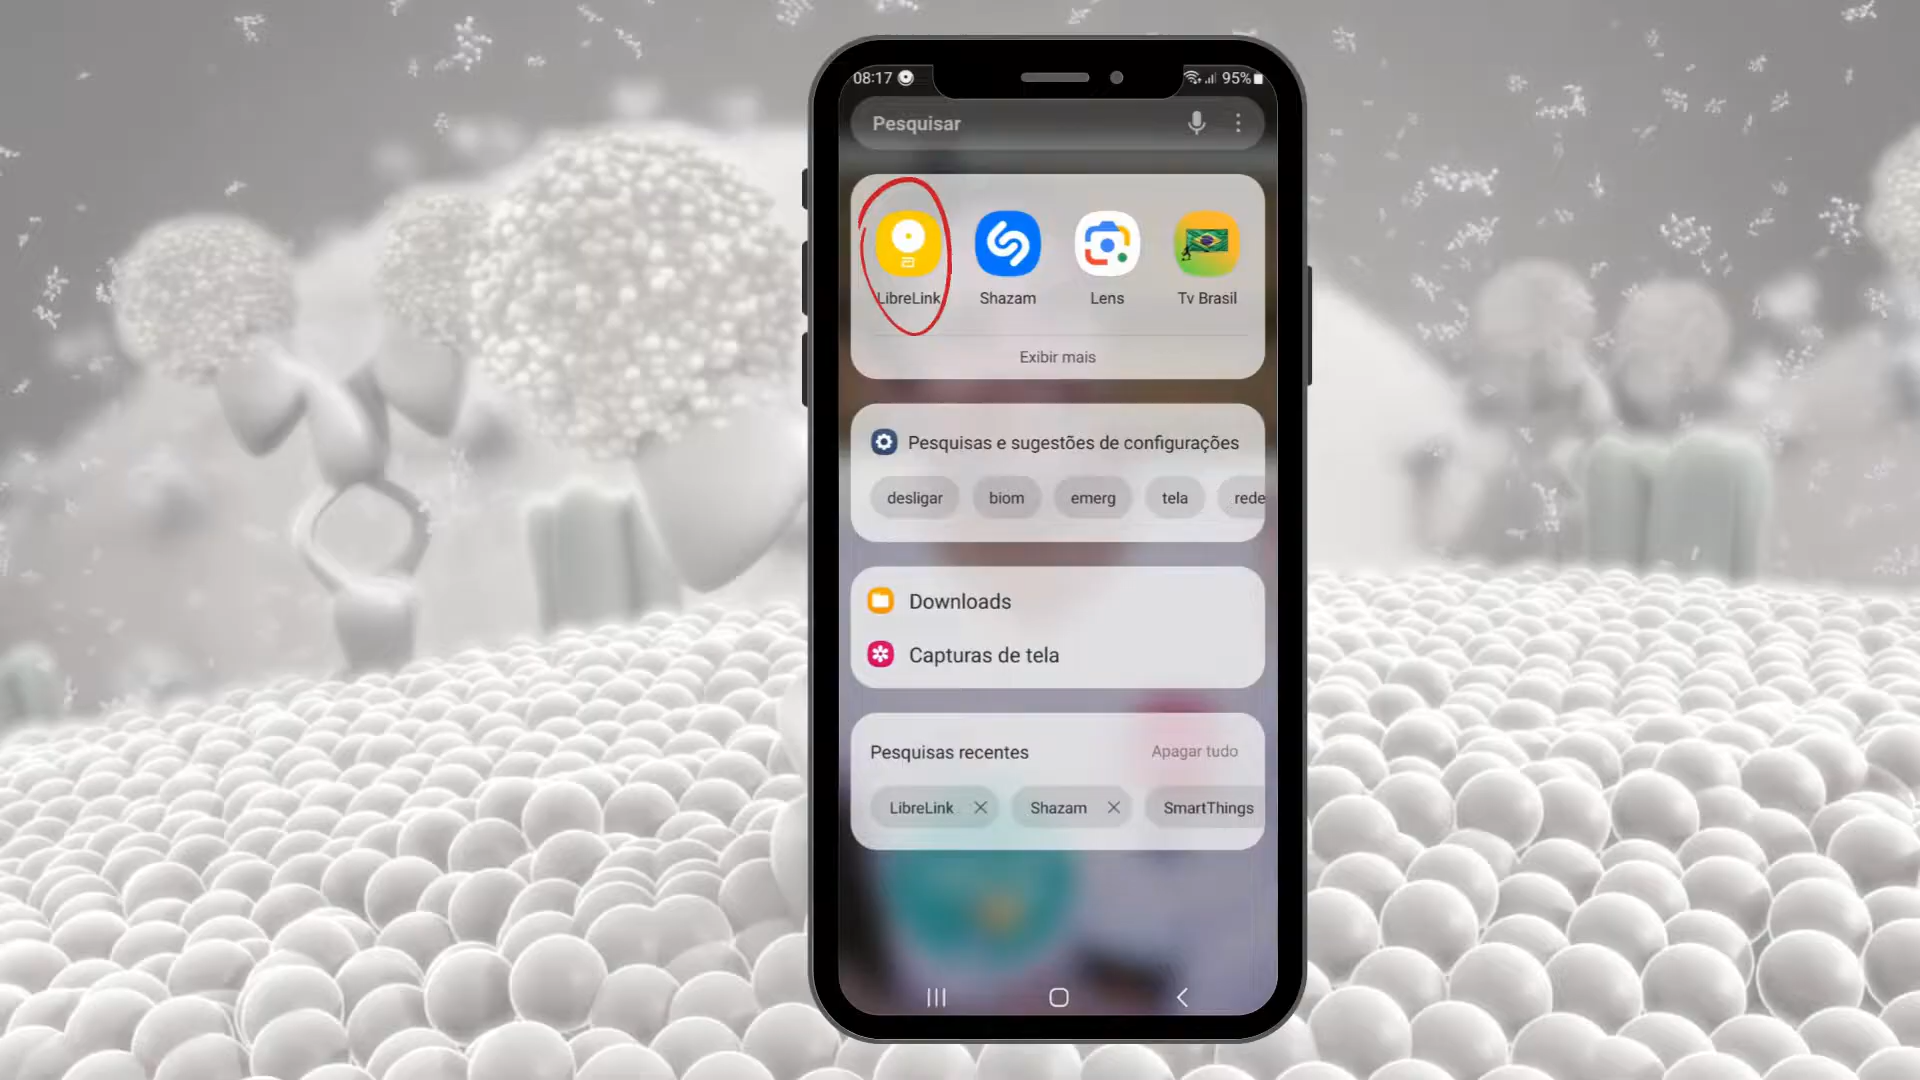 08:17 95%
Pesquisar
LibreLink Shazam Lens Tv Brasil
Exibir mais
Pesquisas e sugestões de configurações
desligar biom emerg tela rede
Downloads
Capturas de tela
Pesquisas recentes Apagar tudo
LibreLink Shazam SmartThings